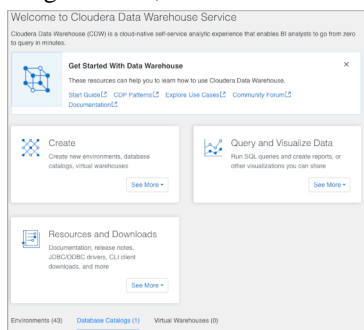 Welcome to Cloudera Data Warehouse Service
Cloudera Data Warehouse (CDW) is a cloud-native self-service analytic experience that enables BI analysts to go from zero
to query in minutes.
Get Started With Data Warehouse
These resources can help you to learn how to use Cloudera Data Warehouse.
Start Guide CDP Patterns Explore Use Cases Community Forum
Documentation
Create
Create new environments, database
catalogs, virtual warehouses
See More
Query and Visualize Data
Run SQL queries and create reports, or
other visualizations you can share
See More
Resources and Downloads
Documentation, release notes,
JDBC/ODBC drivers, CLI client
downloads, and more
See More
Environments (43) Database Catalogs (1) Virtual Warehouses (0)